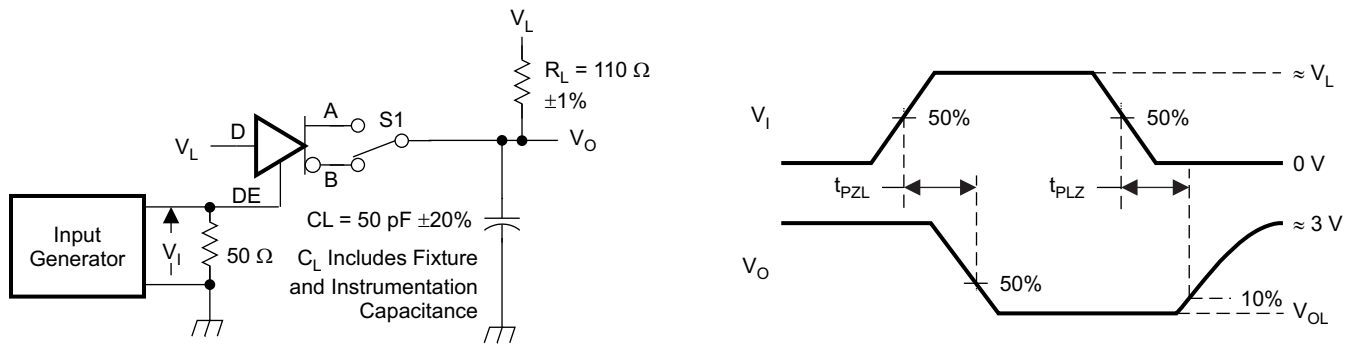 V_L
R_L = 110 Ω
±1%
A
S1
D
V_L
V_O
B
DE
CL = 50 pF ±20%
Input
Generator
V_I
50 Ω
C_L Includes Fixture
and Instrumentation
Capacitance
≈ V_L
V_I
50%
50%
0 V
t_PZL
t_PLZ
≈ 3 V
V_O
50%
10%
V_OL